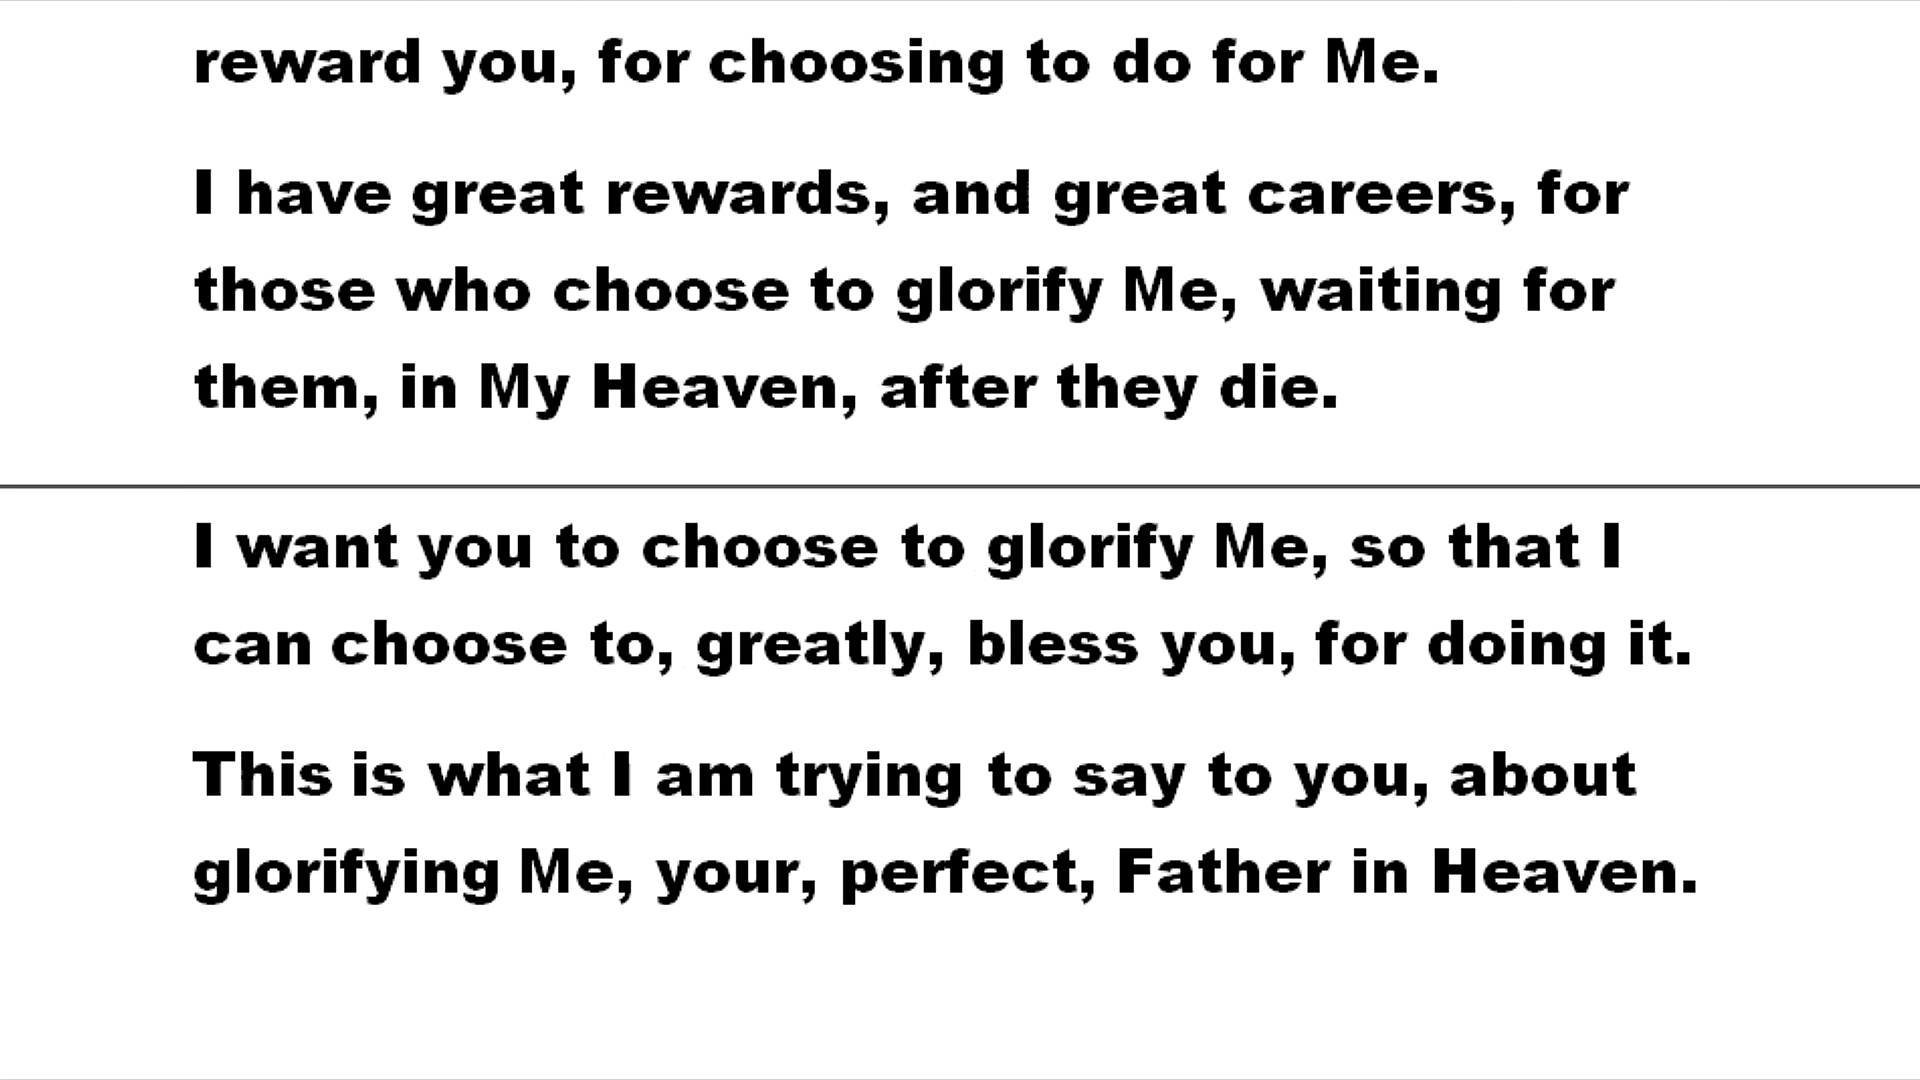 reward you, for choosing to do for Me.
I have great rewards, and great careers, for
those who choose to glorify Me, waiting for
them, in My Heaven, after they die.
I want you to choose to glorify Me, so that I
can choose to, greatly, bless you, for doing it.
This is what I am trying to say to you, about
glorifying Me, your, perfect, Father in Heaven.